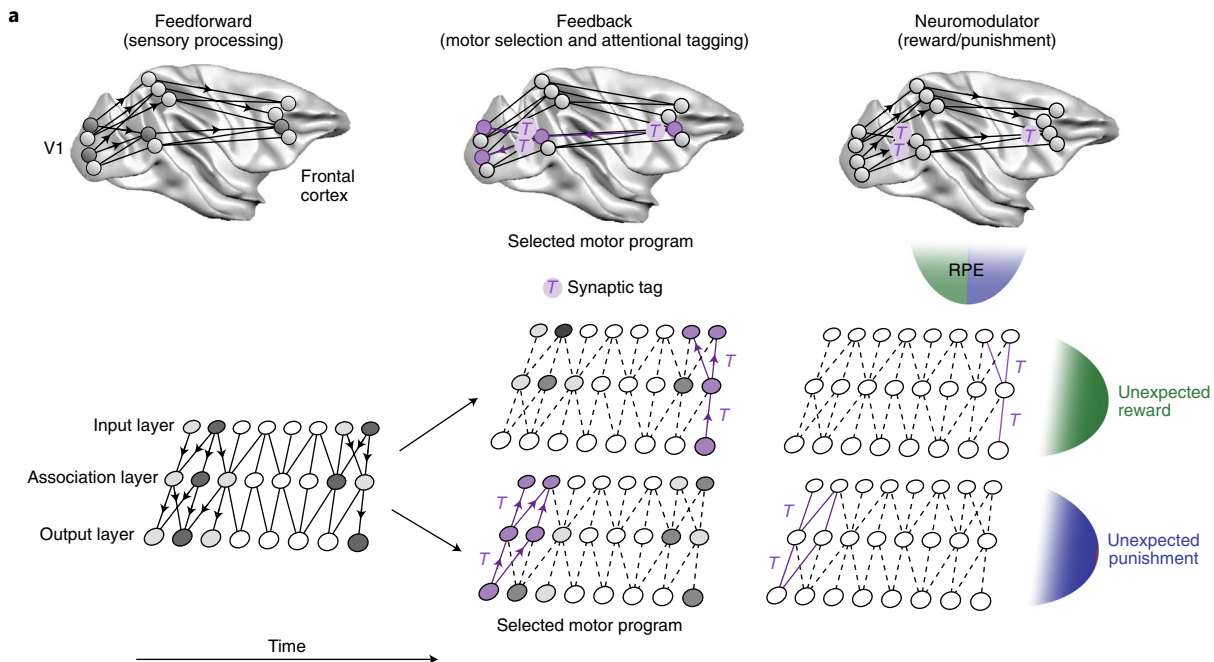 a
Feedforward
(sensory processing)
Feedback
(motor selection and attentional tagging)
Neuromodulator
(reward/punishment)
V1
Frontal
cortex
T
T
T
T
T
T
Selected motor program
RPE
T Synaptic tag
T
T
T
T
Unexpected
reward
Input layer
Association layer
Output layer
T
T
T
T
Unexpected
punishment
Selected motor program
Time